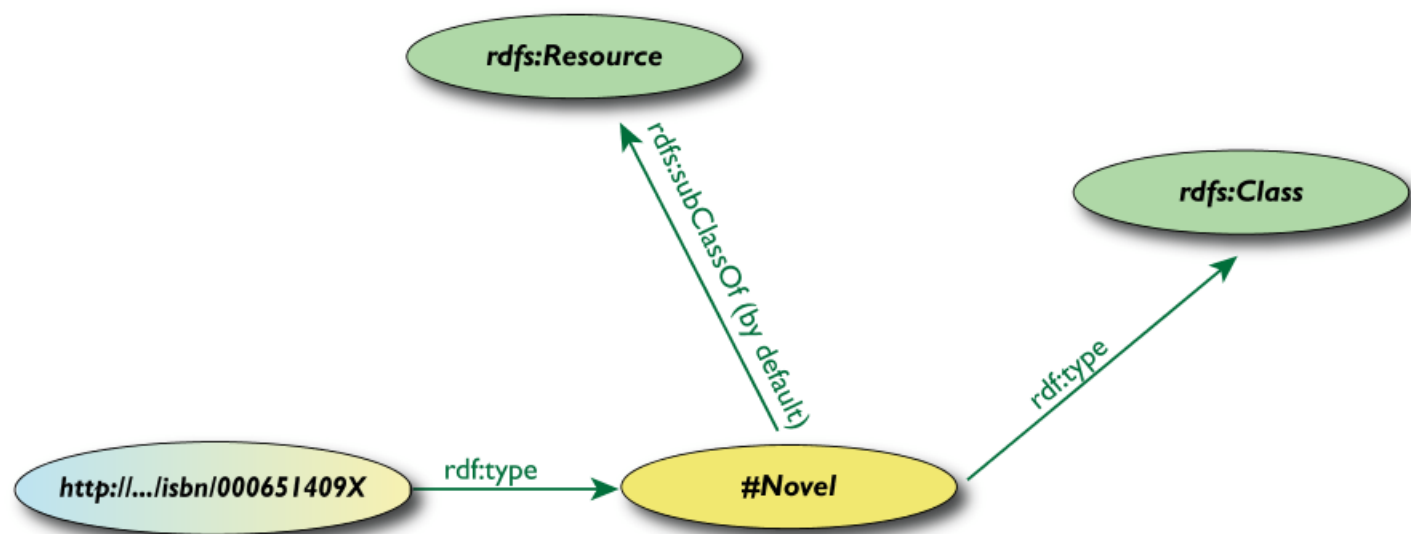 rdfs:Resource
rdfs:subClassOf (by default)
rdfs:Class
rdf:type
http://.../isbn/000651409X
rdf:type
#Novel